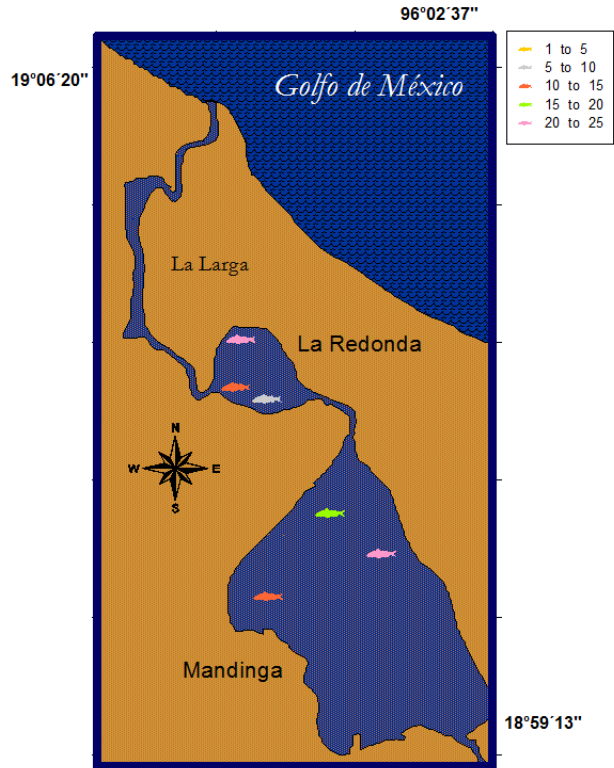 96°02´37"
19°06´20"
Golfo de México
1 to 5
5 to 10
10 to 15
15 to 20
20 to 25
La Larga
La Redonda
N
W E
S
Mandinga
18°59´13"